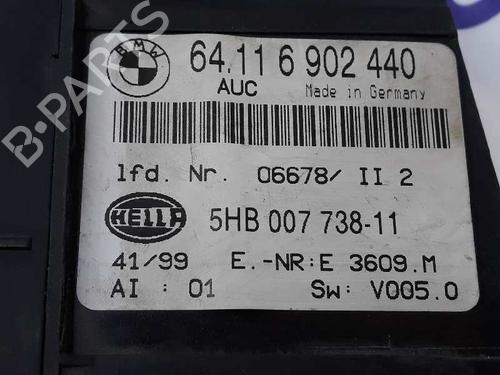 BMW 64.11 6 902 440
AUC Made in Germany
lfd. Nr. 06678/ II 2
HELLA 5HB 007 738-11
41/99 E.-NR:E 3609.M
AI : 01 SW: V005.0
B-PARTS